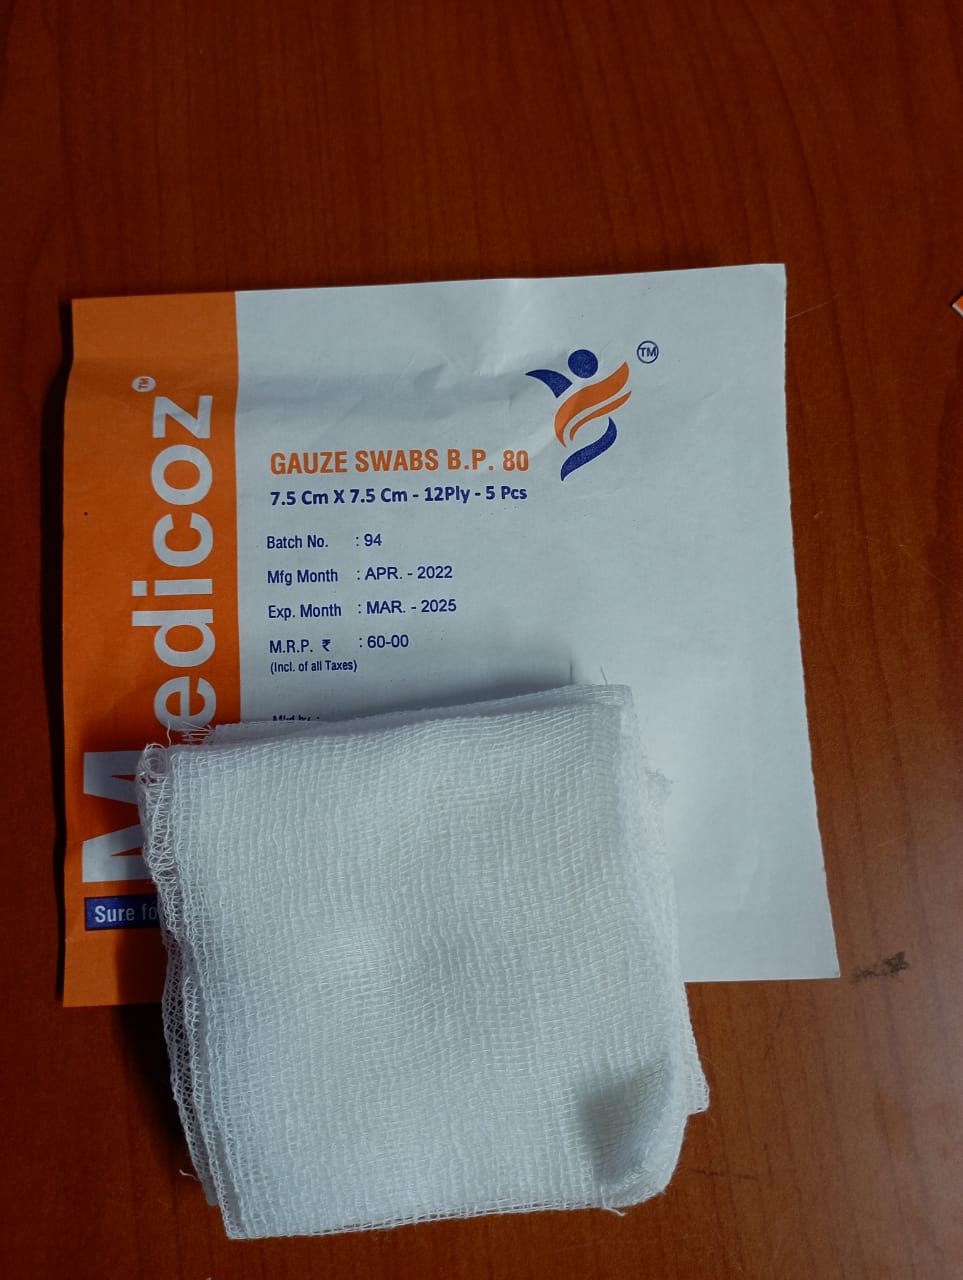 Medicoz™
Sure fo
TM
GAUZE SWABS B.P. 80
7.5 Cm X 7.5 Cm - 12Ply - 5 Pcs
Batch No. : 94
Mfg Month : APR. - 2022
Exp. Month : MAR. - 2025
M.R.P. ₹ : 60-00
(Incl. of all Taxes)